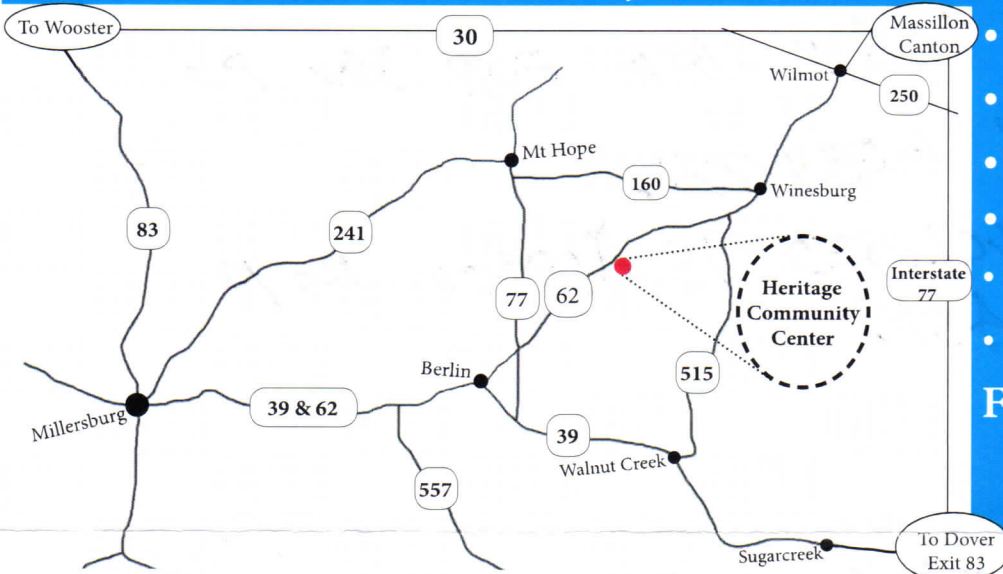 To Wooster
30
Massillon
Canton
Wilmot
250
Mt Hope
160
Winesburg
83
241
Interstate
77
Heritage
Community
Center
77
62
Berlin
515
39 & 62
Millersburg
39
Walnut Creek
557
Sugarcreek
To Dover
Exit 83